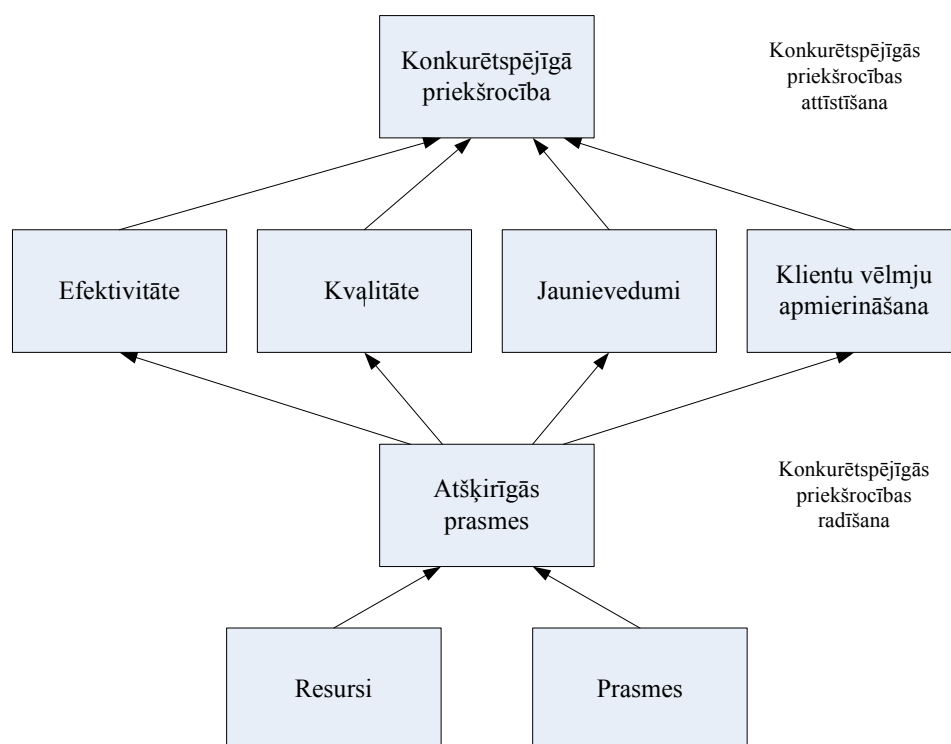 Konkurētspējīgā
priekšrocība
Konkurētspējīgās
priekšrocības
attīstīšana
Efektivitāte
Kvalitāte
Jaunievedumi
Klientu vēlmju
apmierināšana
Atšķirīgās
prasmes
Konkurētspējīgās
priekšrocības
radīšana
Resursi
Prasmes